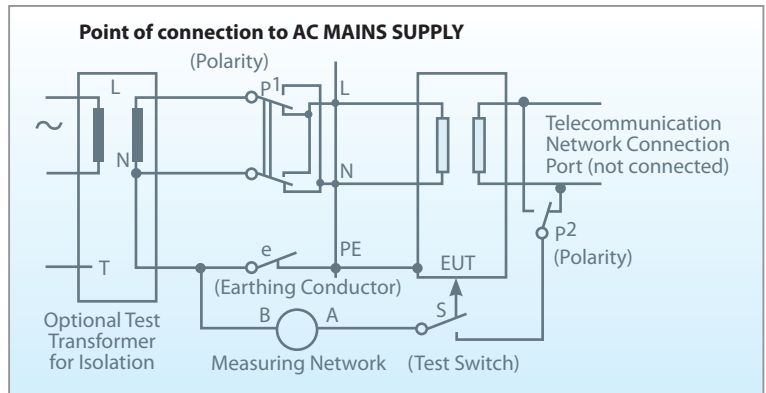 Point of connection to AC MAINS SUPPLY
(Polarity)
L
P1
L
Telecommunication
Network Connection
Port (not connected)
N
N
P2
(Polarity)
e
PE
EUT
T
(Earthing Conductor)
B
A
S
Optional Test
Transformer
for Isolation
Measuring Network
(Test Switch)